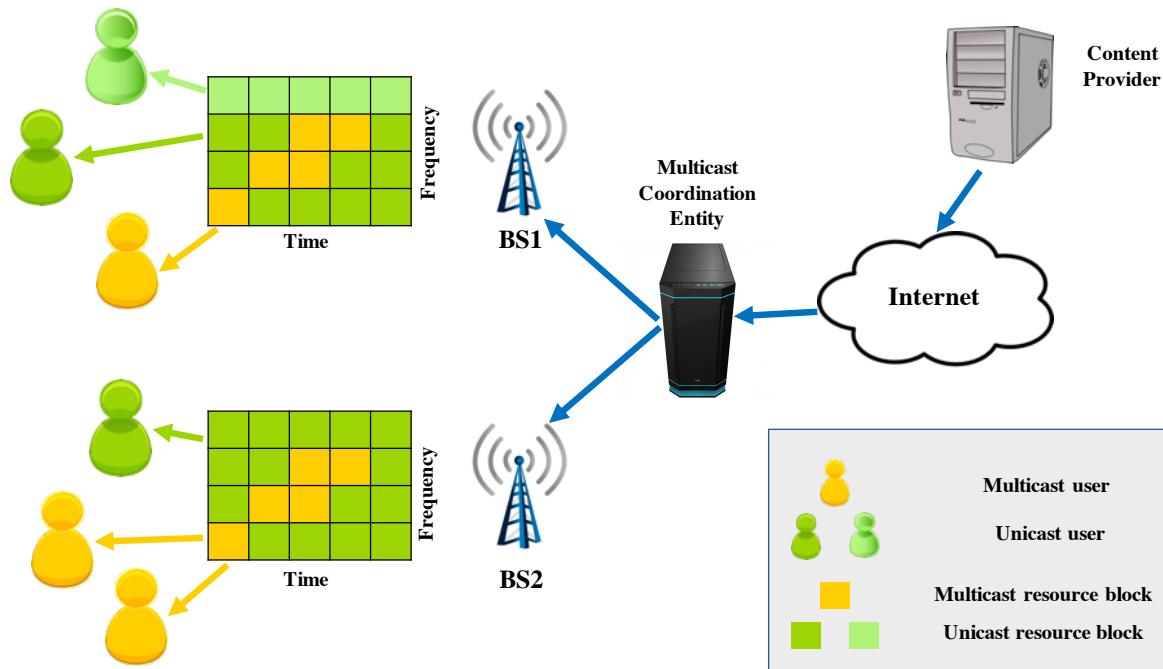 Content
Provider
Frequency
Multicast
Coordination
Entity
Time
BS1
Internet
Frequency
Time
BS2
Multicast user
Unicast user
Multicast resource block
Unicast resource block